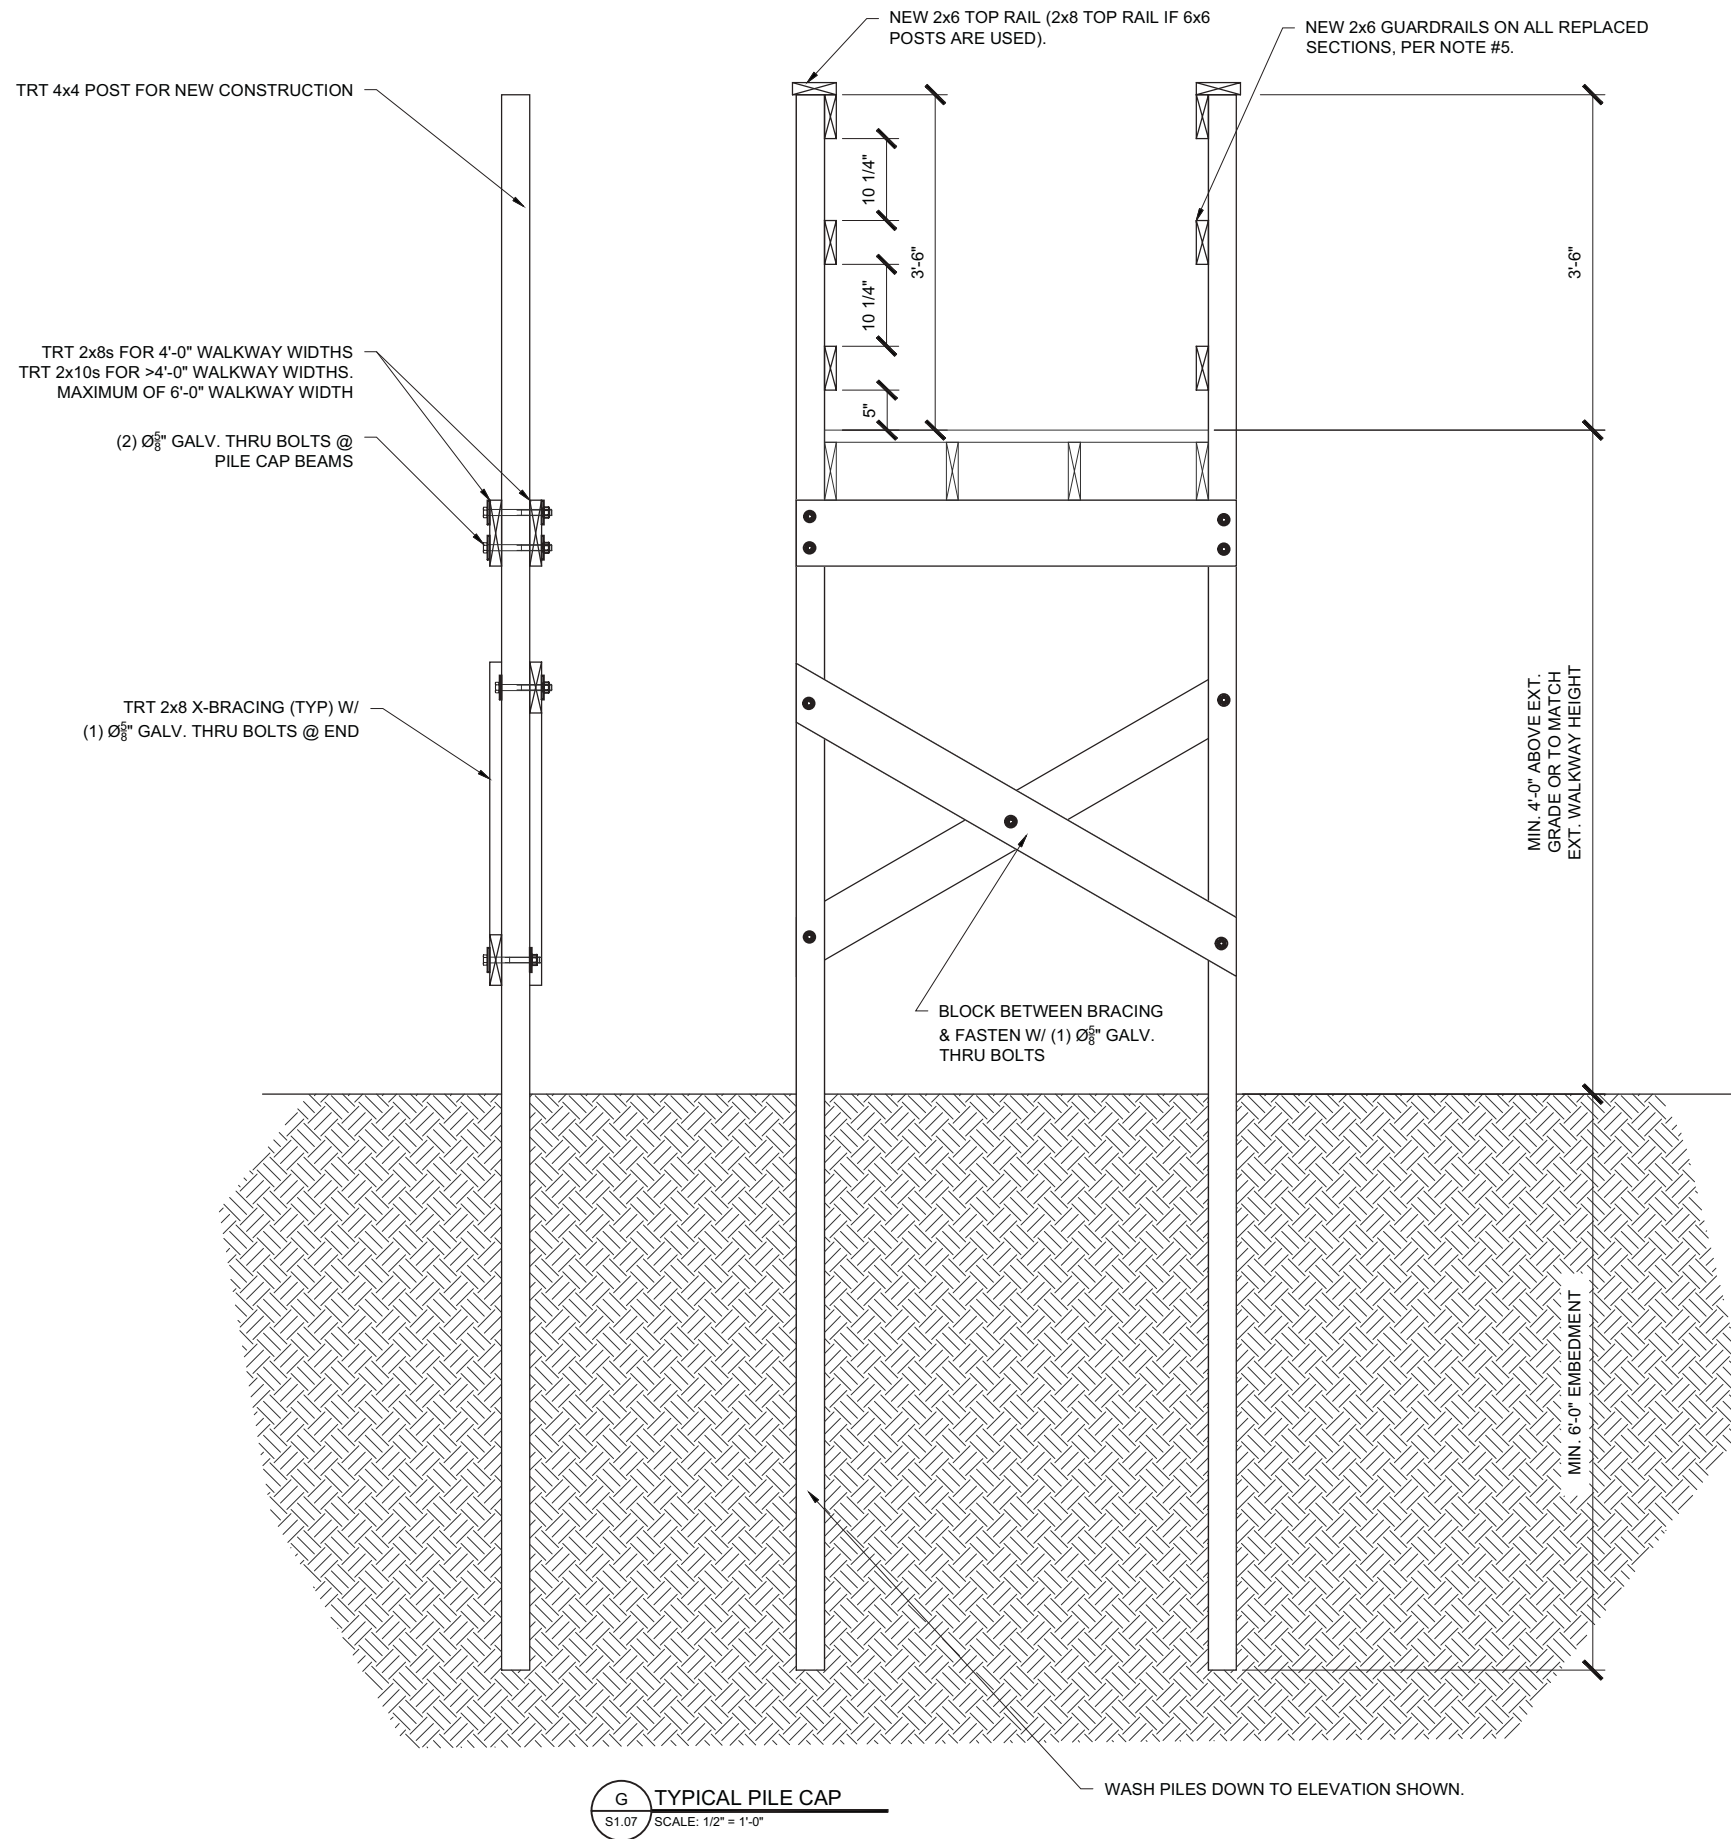 NEW 2x6 TOP RAIL (2x8 TOP RAIL IF 6x6
POSTS ARE USED).
NEW 2x6 GUARDRAILS ON ALL REPLACED
SECTIONS, PER NOTE #5.
TRT 4x4 POST FOR NEW CONSTRUCTION
10 1/4"
3'-6"
3'-6"
10 1/4"
5"
TRT 2x8s FOR 4'-0" WALKWAY WIDTHS
TRT 2x10s FOR >4'-0" WALKWAY WIDTHS.
MAXIMUM OF 6'-0" WALKWAY WIDTH
(2) Ø5/8" GALV. THRU BOLTS @
PILE CAP BEAMS
TRT 2x8 X-BRACING (TYP) W/
(1) Ø5/8" GALV. THRU BOLTS @ END
MIN. 4'-0" ABOVE EXT.
GRADE OR TO MATCH
EXT. WALKWAY HEIGHT
BLOCK BETWEEN BRACING
& FASTEN W/ (1) Ø5/8" GALV.
THRU BOLTS
MIN. 6'-0" EMBEDMENT
WASH PILES DOWN TO ELEVATION SHOWN.
G
S1.07
TYPICAL PILE CAP
SCALE: 1/2" = 1'-0"